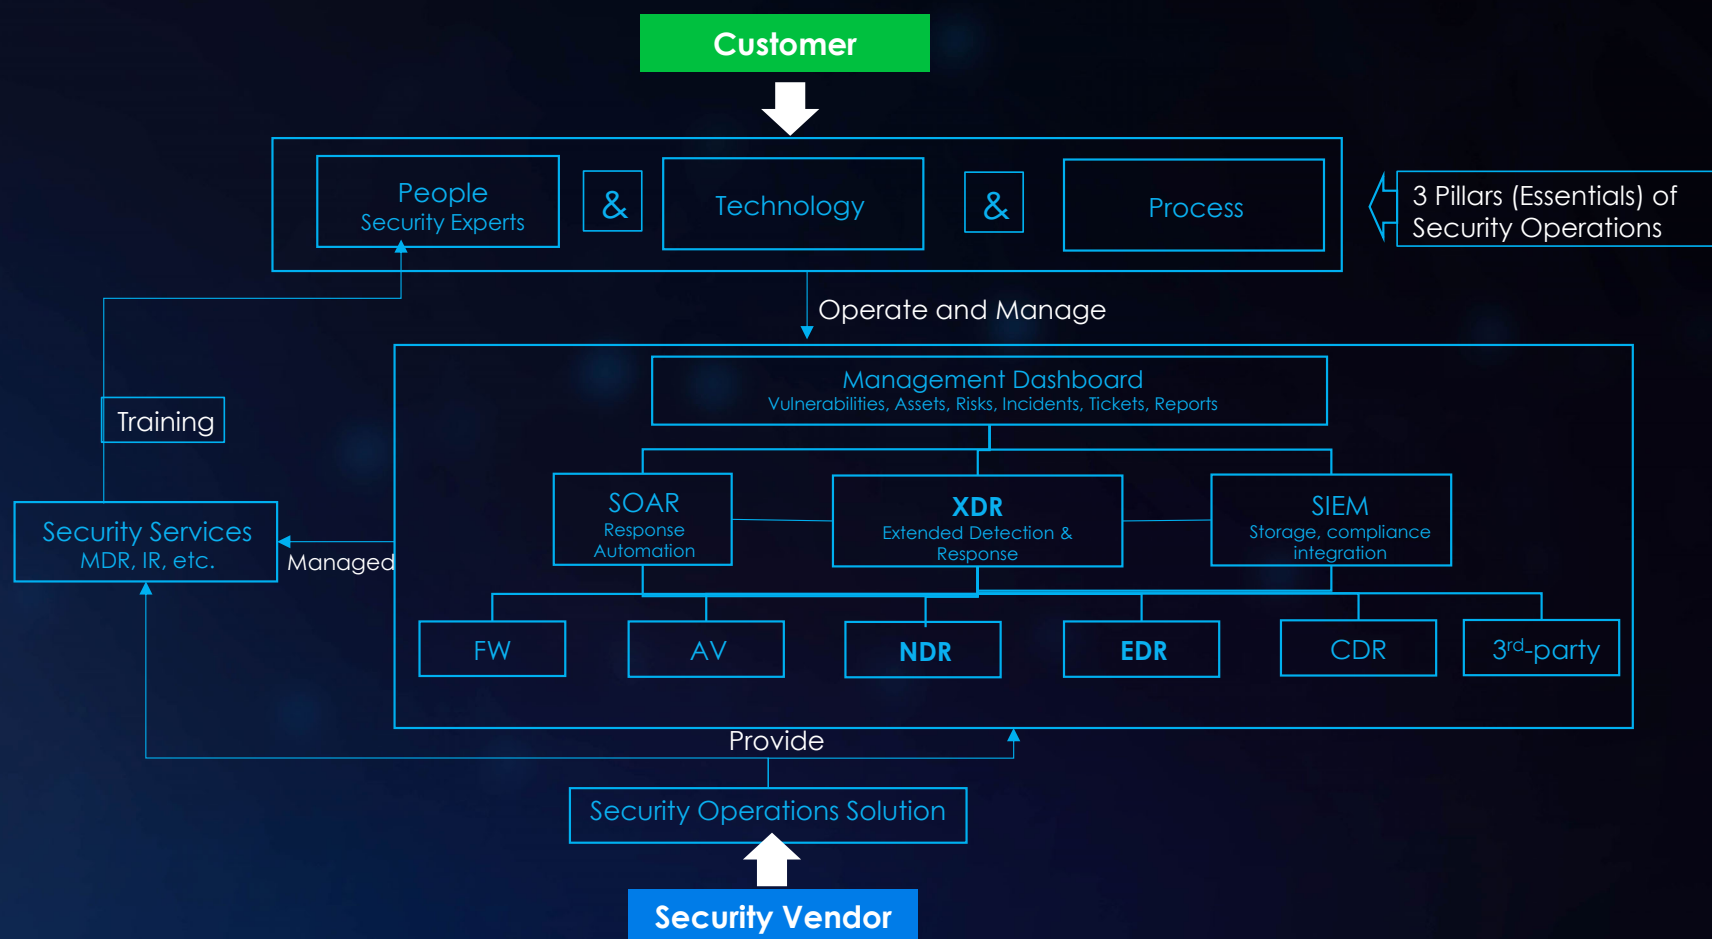 Customer
People
Security Experts
&
Technology
&
Process
3 Pillars (Essentials) of
Security Operations
Operate and Manage
Management Dashboard
Vulnerabilities, Assets, Risks, Incidents, Tickets, Reports
Training
SOAR
Response
Automation
XDR
Extended Detection &
Response
SIEM
Storage, compliance
integration
Security Services
MDR, IR, etc.
Managed
FW
AV
NDR
EDR
CDR
3rd-party
Provide
Security Operations Solution
Security Vendor